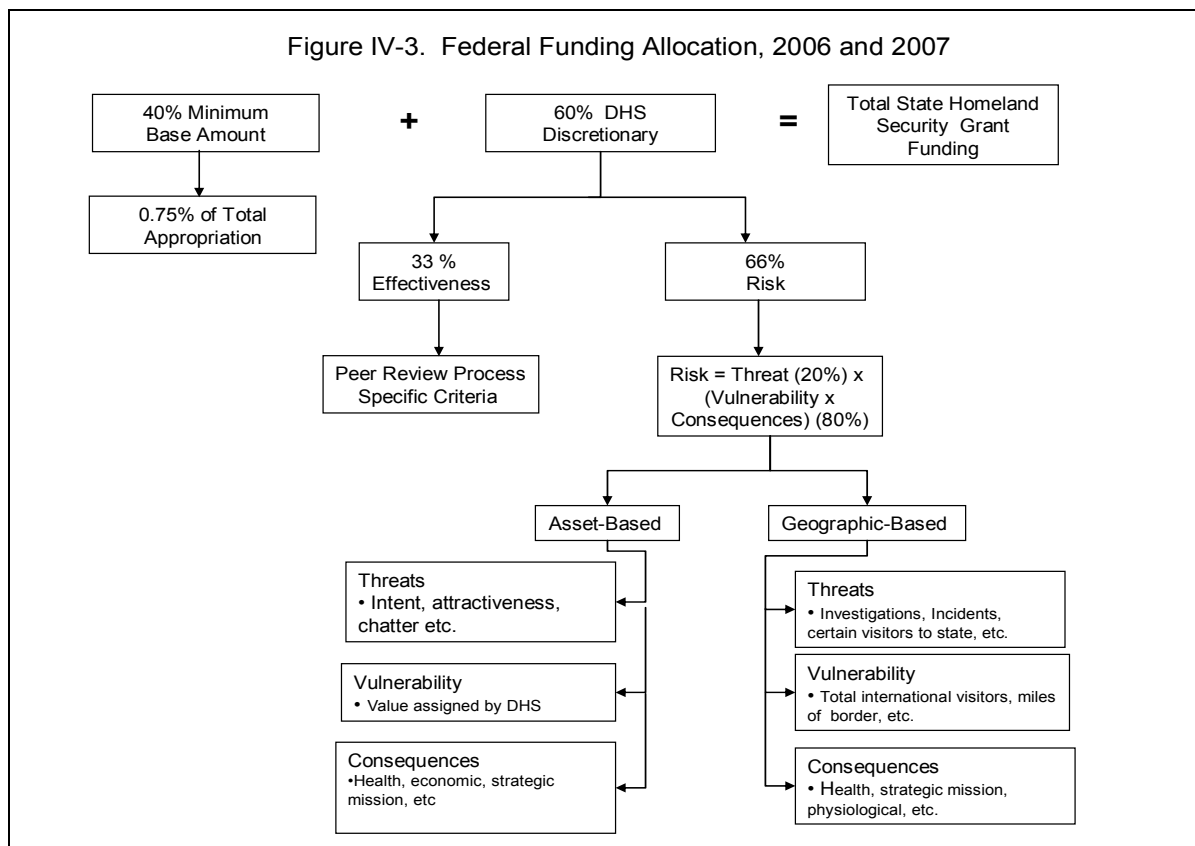 Figure IV-3. Federal Funding Allocation, 2006 and 2007
40% Minimum
Base Amount
+
60% DHS
Discretionary
=
Total State Homeland
Security Grant
Funding
0.75% of Total
Appropriation
33 %
Effectiveness
66%
Risk
Peer Review Process
Specific Criteria
Risk = Threat (20%) x
(Vulnerability x
Consequences) (80%)
Asset-Based
Geographic-Based
Threats
• Intent, attractiveness,
chatter etc.
Vulnerability
• Value assigned by DHS
Consequences
•Health, economic, strategic
mission, etc
Threats
• Investigations, Incidents,
certain visitors to state, etc.
Vulnerability
• Total international visitors, miles
of border, etc.
Consequences
• Health, strategic mission,
physiological, etc.